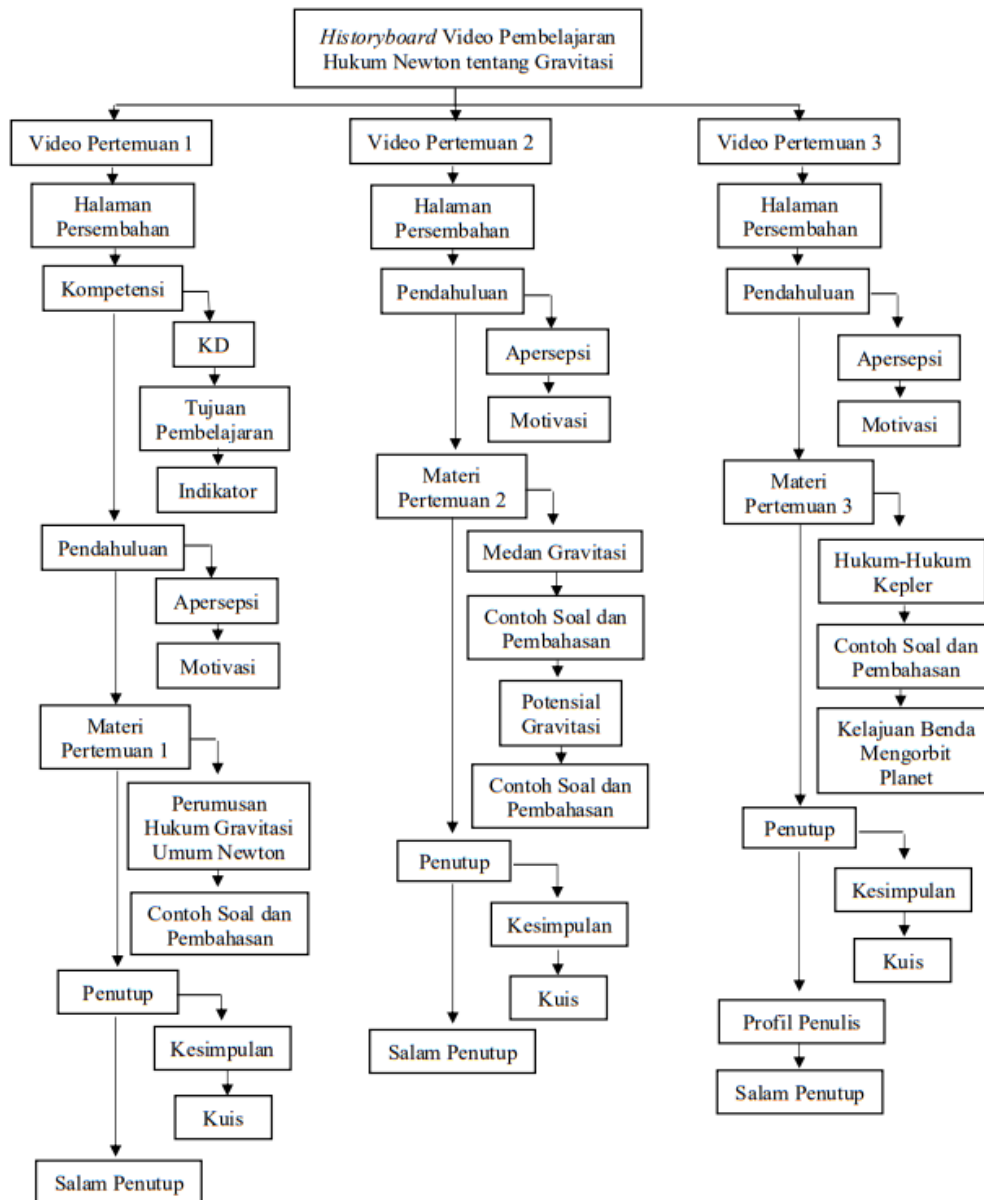 Historyboard Video Pembelajaran
Hukum Newton tentang Gravitasi
Video Pertemuan 1
Halaman
Persembahan
Kompetensi
KD
Tujuan
Pembelajaran
Indikator
Pendahuluan
Apersepsi
Motivasi
Materi
Pertemuan 1
Perumusan
Hukum Gravitasi
Umum Newton
Contoh Soal dan
Pembahasan
Penutup
Kesimpulan
Kuis
Salam Penutup
Video Pertemuan 2
Halaman
Persembahan
Pendahuluan
Apersepsi
Motivasi
Materi
Pertemuan 2
Medan Gravitasi
Contoh Soal dan
Pembahasan
Potensial
Gravitasi
Contoh Soal dan
Pembahasan
Penutup
Kesimpulan
Kuis
Salam Penutup
Video Pertemuan 3
Halaman
Persembahan
Pendahuluan
Apersepsi
Motivasi
Materi
Pertemuan 3
Hukum-Hukum
Kepler
Contoh Soal dan
Pembahasan
Kelajuan Benda
Mengorbit
Planet
Penutup
Kesimpulan
Kuis
Profil Penulis
Salam Penutup